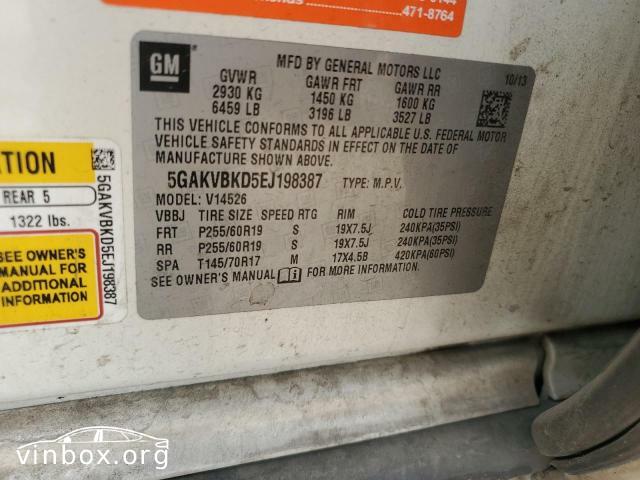 471-8764
GM
MFD BY GENERAL MOTORS LLC
10/13
GVWR GAWR FRT GAWR RR
2930 KG 1450 KG 1600 KG
6459 LB 3196 LB 3527 LB
THIS VEHICLE CONFORMS TO ALL APPLICABLE U.S. FEDERAL MOTOR
VEHICLE SAFETY STANDARDS IN EFFECT ON THE DATE OF
MANUFACTURE SHOWN ABOVE.
5GAKVBKD5EJ198387 TYPE: M.P.V.
MODEL: V14526
VBBJ TIRE SIZE SPEED RTG RIM COLD TIRE PRESSURE
FRT P255/60R19 S 19X7.5J 240KPA(35PSI)
RR P255/60R19 S 19X7.5J 240KPA(35PSI)
SPA T145/70R17 M 17X4.5B 420KPA(60PSI)
SEE OWNER'S MANUAL FOR MORE INFORMATION.
REAR 5
1322 lbs.
SEE OWNER'S
MANUAL FOR
ADDITIONAL
INFORMATION
5GAKVBKD5EJ198387
vinbox.org